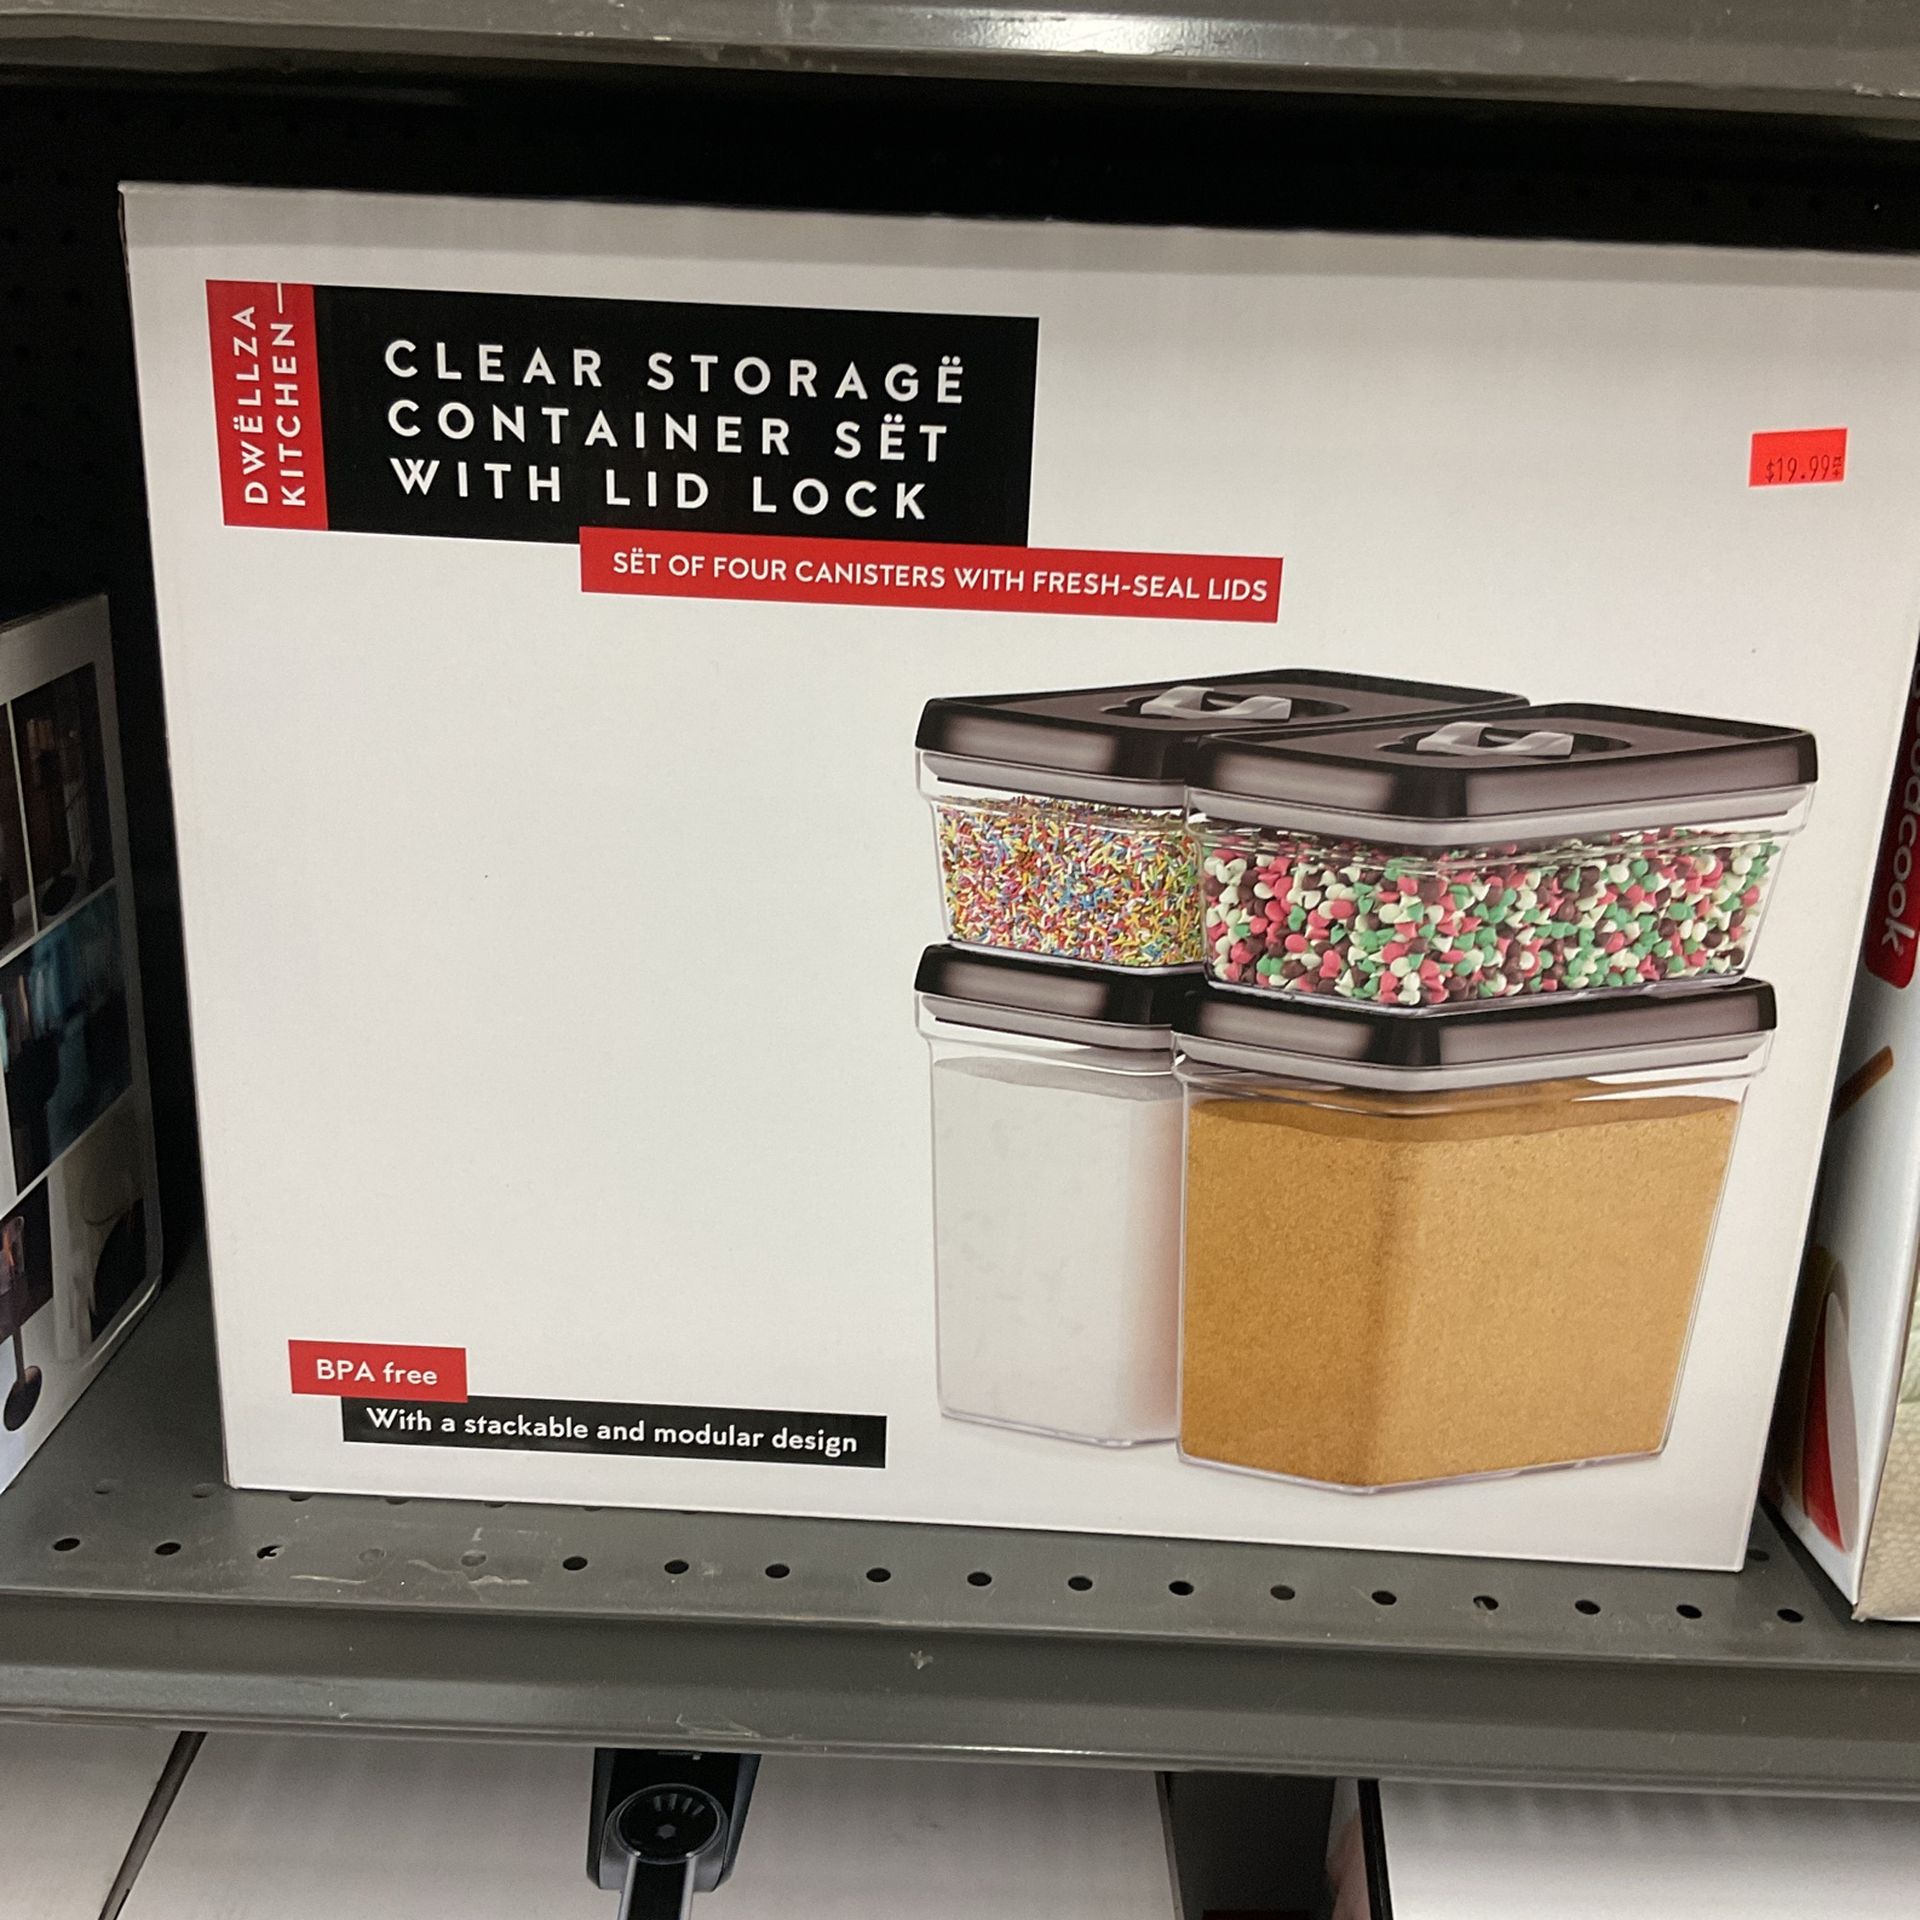 DWËLLZA
KITCHEN
CLEAR STORAGË
CONTAINER SËT
WITH LID LOCK
SËT OF FOUR CANISTERS WITH FRESH-SEAL LIDS
$19.99
BPA free
With a stackable and modular design